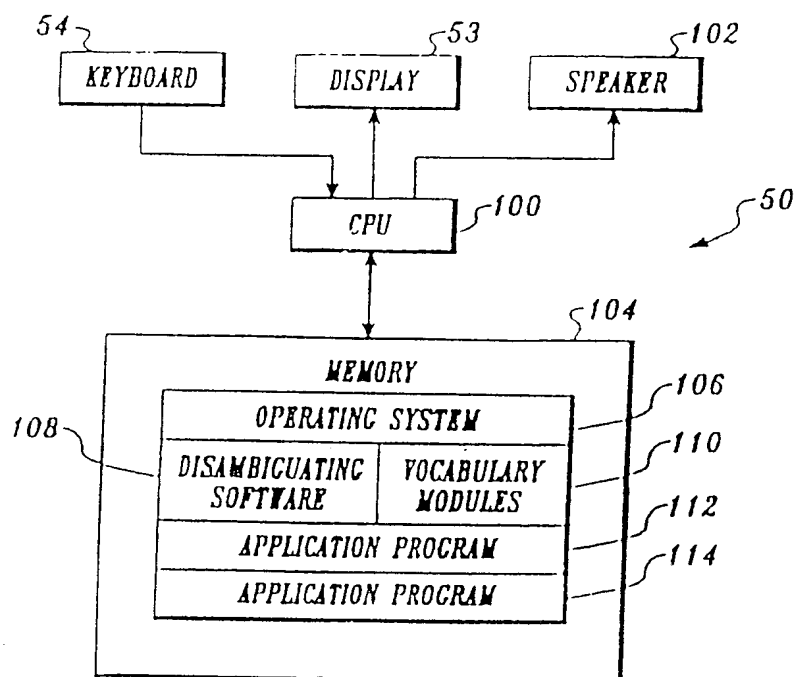 54
53
102
KEYBOARD
DISPLAY
SPEAKER
CPU
100
50
104
MEMORY
106
OPERATING SYSTEM
108
DISAMBIGUATING
SOFTWARE
VOCABULARY
MODULES
110
APPLICATION PROGRAM
112
APPLICATION PROGRAM
114